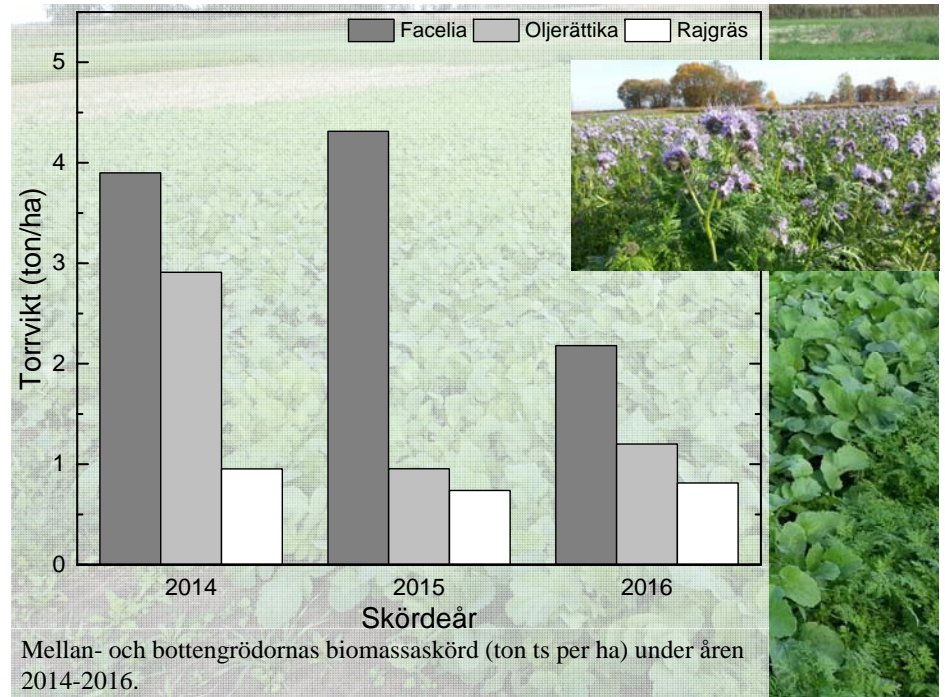 Facelia Oljerättika Rajgräs
5
4
3
2
1
0
Torrvikt (ton/ha)
2014 2015 2016
Skördeår
Mellan- och bottengrödornas biomassaskörd (ton ts per ha) under åren
2014-2016.